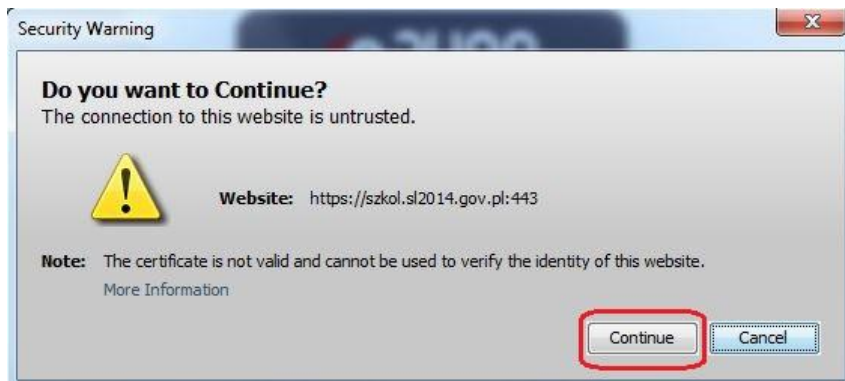 Security Warning
Do you want to Continue?
The connection to this website is untrusted.
Website: https://szkol.sl2014.gov.pl:443
Note: The certificate is not valid and cannot be used to verify the identity of this website.
More Information
Continue Cancel